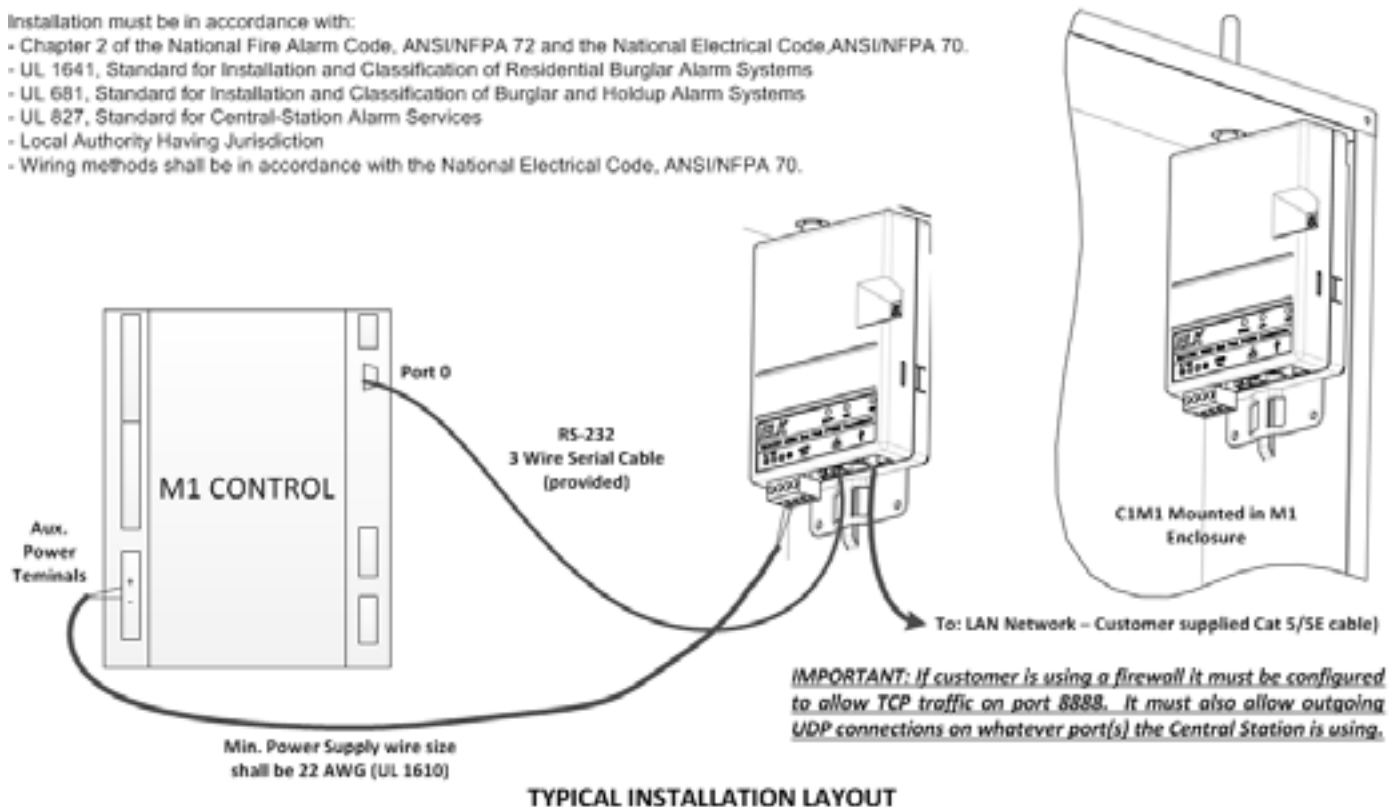 Installation must be in accordance with:
- Chapter 2 of the National Fire Alarm Code, ANSI/NFPA 72 and the National Electrical Code,ANSI/NFPA 70.
- UL 1641, Standard for Installation and Classification of Residential Burglar Alarm Systems
- UL 681, Standard for Installation and Classification of Burglar and Holdup Alarm Systems
- UL 827, Standard for Central-Station Alarm Services
- Local Authority Having Jurisdiction
- Wiring methods shall be in accordance with the National Electrical Code, ANSI/NFPA 70.
Port 0
RS-232
3 Wire Serial Cable
(provided)
M1 CONTROL
Aux.
Power
Teminals
+
-
C1M1 Mounted in M1
Enclosure
ELK
ELK
To: LAN Network – Customer supplied Cat 5/5E cable)
IMPORTANT: If customer is using a firewall it must be configured
to allow TCP traffic on port 8888. It must also allow outgoing
UDP connections on whatever port(s) the Central Station is using.
Min. Power Supply wire size
shall be 22 AWG (UL 1610)
TYPICAL INSTALLATION LAYOUT